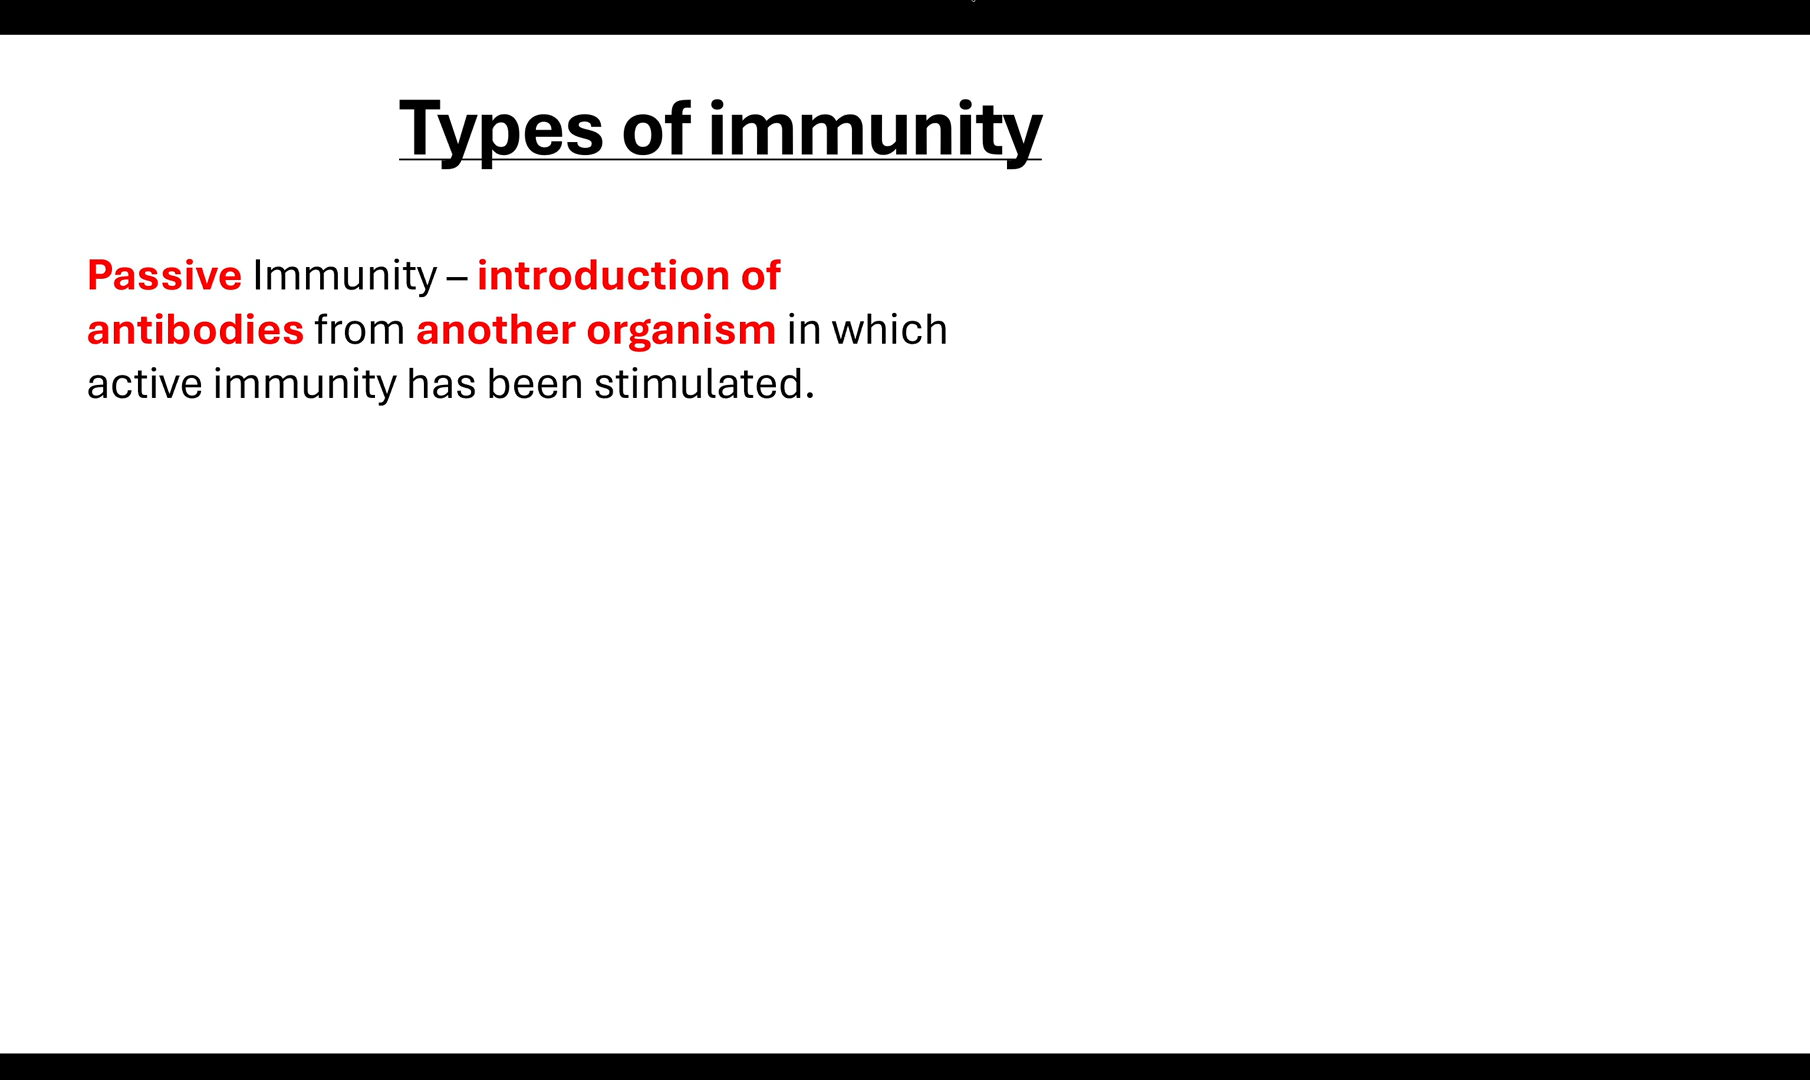 Types of immunity
Passive Immunity – introduction of
antibodies from another organism in which
active immunity has been stimulated.